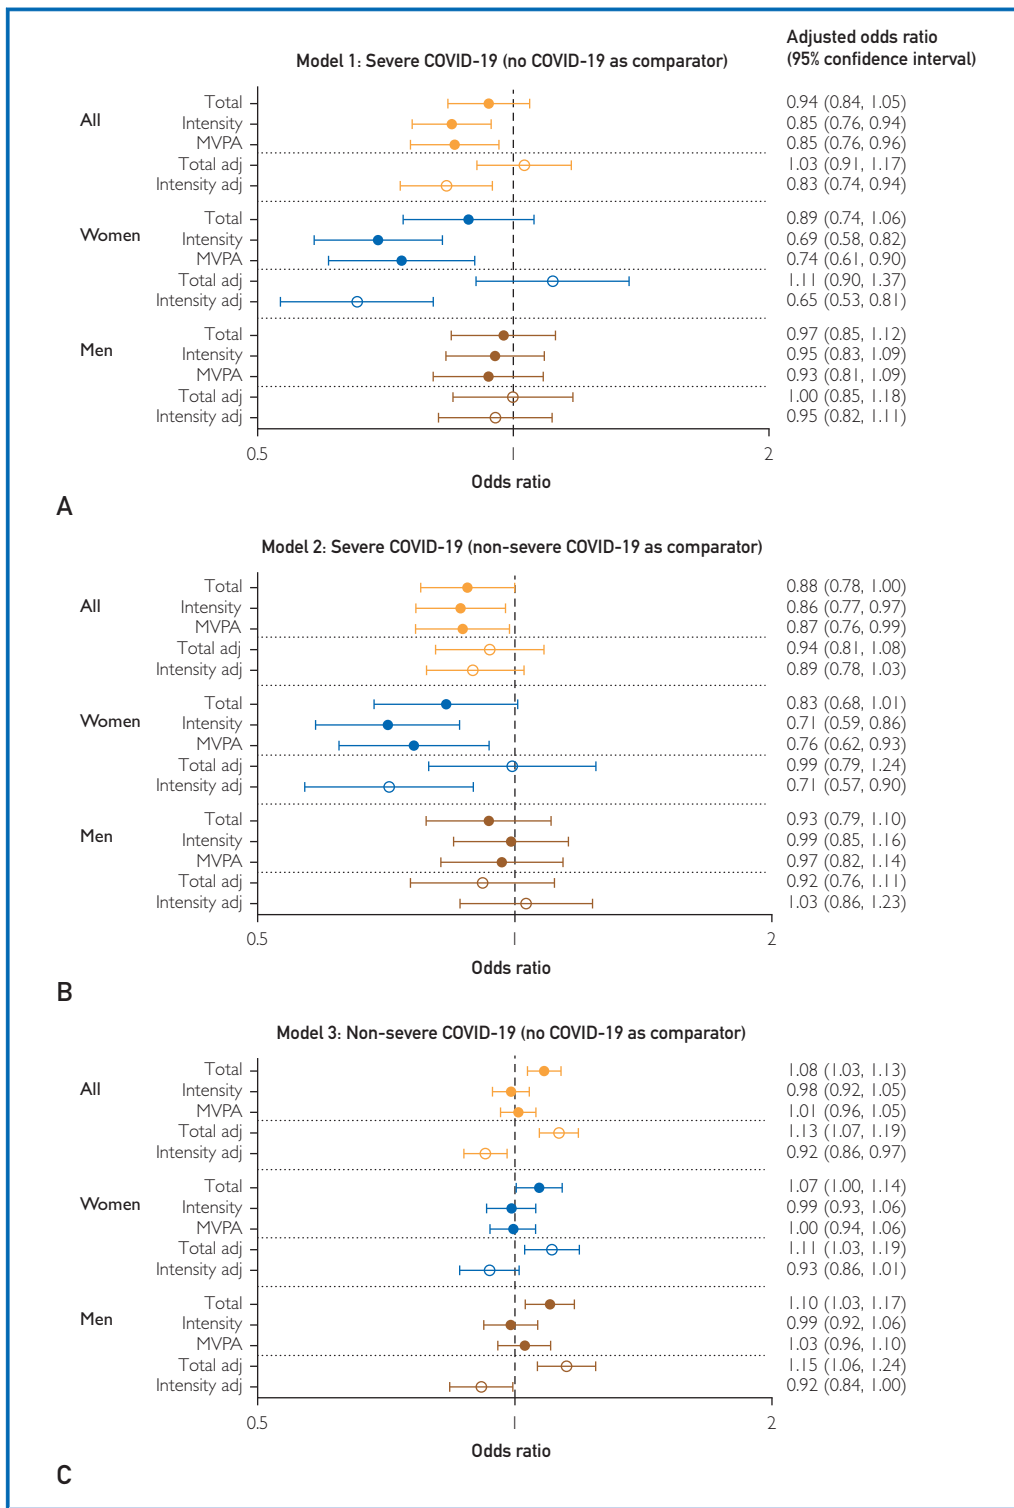 Adjusted odds ratio
(95% confidence interval)
Model 1: Severe COVID-19 (no COVID-19 as comparator)
All
Total 0.94 (0.84, 1.05)
Intensity 0.85 (0.76, 0.94)
MVPA 0.85 (0.76, 0.96)
Total adj 1.03 (0.91, 1.17)
Intensity adj 0.83 (0.74, 0.94)
Women
Total 0.89 (0.74, 1.06)
Intensity 0.69 (0.58, 0.82)
MVPA 0.74 (0.61, 0.90)
Total adj 1.11 (0.90, 1.37)
Intensity adj 0.65 (0.53, 0.81)
Men
Total 0.97 (0.85, 1.12)
Intensity 0.95 (0.83, 1.09)
MVPA 0.93 (0.81, 1.09)
Total adj 1.00 (0.85, 1.18)
Intensity adj 0.95 (0.82, 1.11)
0.5 1 2
Odds ratio
A
Model 2: Severe COVID-19 (non-severe COVID-19 as comparator)
All
Total 0.88 (0.78, 1.00)
Intensity 0.86 (0.77, 0.97)
MVPA 0.87 (0.76, 0.99)
Total adj 0.94 (0.81, 1.08)
Intensity adj 0.89 (0.78, 1.03)
Women
Total 0.83 (0.68, 1.01)
Intensity 0.71 (0.59, 0.86)
MVPA 0.76 (0.62, 0.93)
Total adj 0.99 (0.79, 1.24)
Intensity adj 0.71 (0.57, 0.90)
Men
Total 0.93 (0.79, 1.10)
Intensity 0.99 (0.85, 1.16)
MVPA 0.97 (0.82, 1.14)
Total adj 0.92 (0.76, 1.11)
Intensity adj 1.03 (0.86, 1.23)
0.5 1 2
Odds ratio
B
Model 3: Non-severe COVID-19 (no COVID-19 as comparator)
All
Total 1.08 (1.03, 1.13)
Intensity 0.98 (0.92, 1.05)
MVPA 1.01 (0.96, 1.05)
Total adj 1.13 (1.07, 1.19)
Intensity adj 0.92 (0.86, 0.97)
Women
Total 1.07 (1.00, 1.14)
Intensity 0.99 (0.93, 1.06)
MVPA 1.00 (0.94, 1.06)
Total adj 1.11 (1.03, 1.19)
Intensity adj 0.93 (0.86, 1.01)
Men
Total 1.10 (1.03, 1.17)
Intensity 0.99 (0.92, 1.06)
MVPA 1.03 (0.96, 1.10)
Total adj 1.15 (1.06, 1.24)
Intensity adj 0.92 (0.84, 1.00)
0.5 1 2
Odds ratio
C